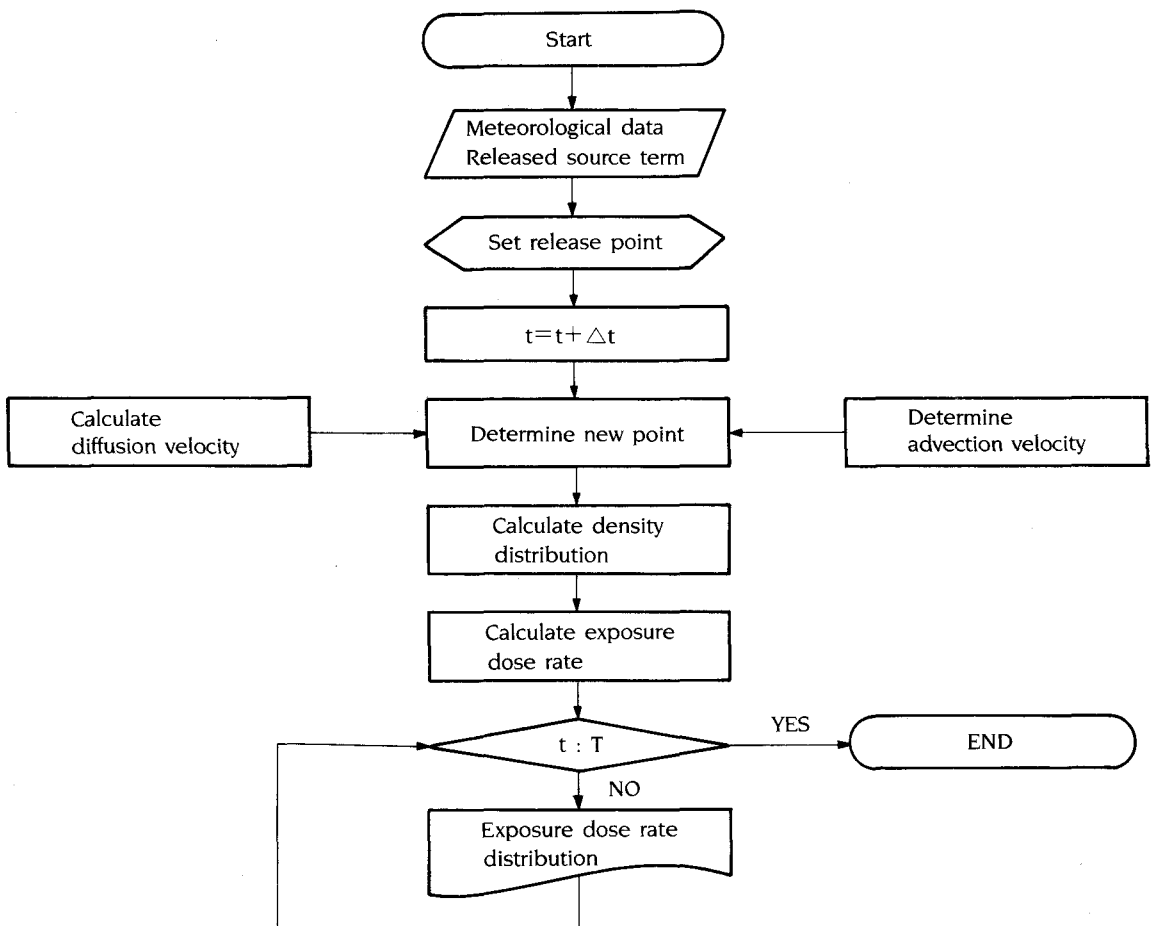 Start
Meteorological data
Released source term
Set release point
t=t+△t
Calculate
diffusion velocity
Determine new point
Determine
advection velocity
Calculate density
distribution
Calculate exposure
dose rate
t : T
YES
END
NO
Exposure dose rate
distribution